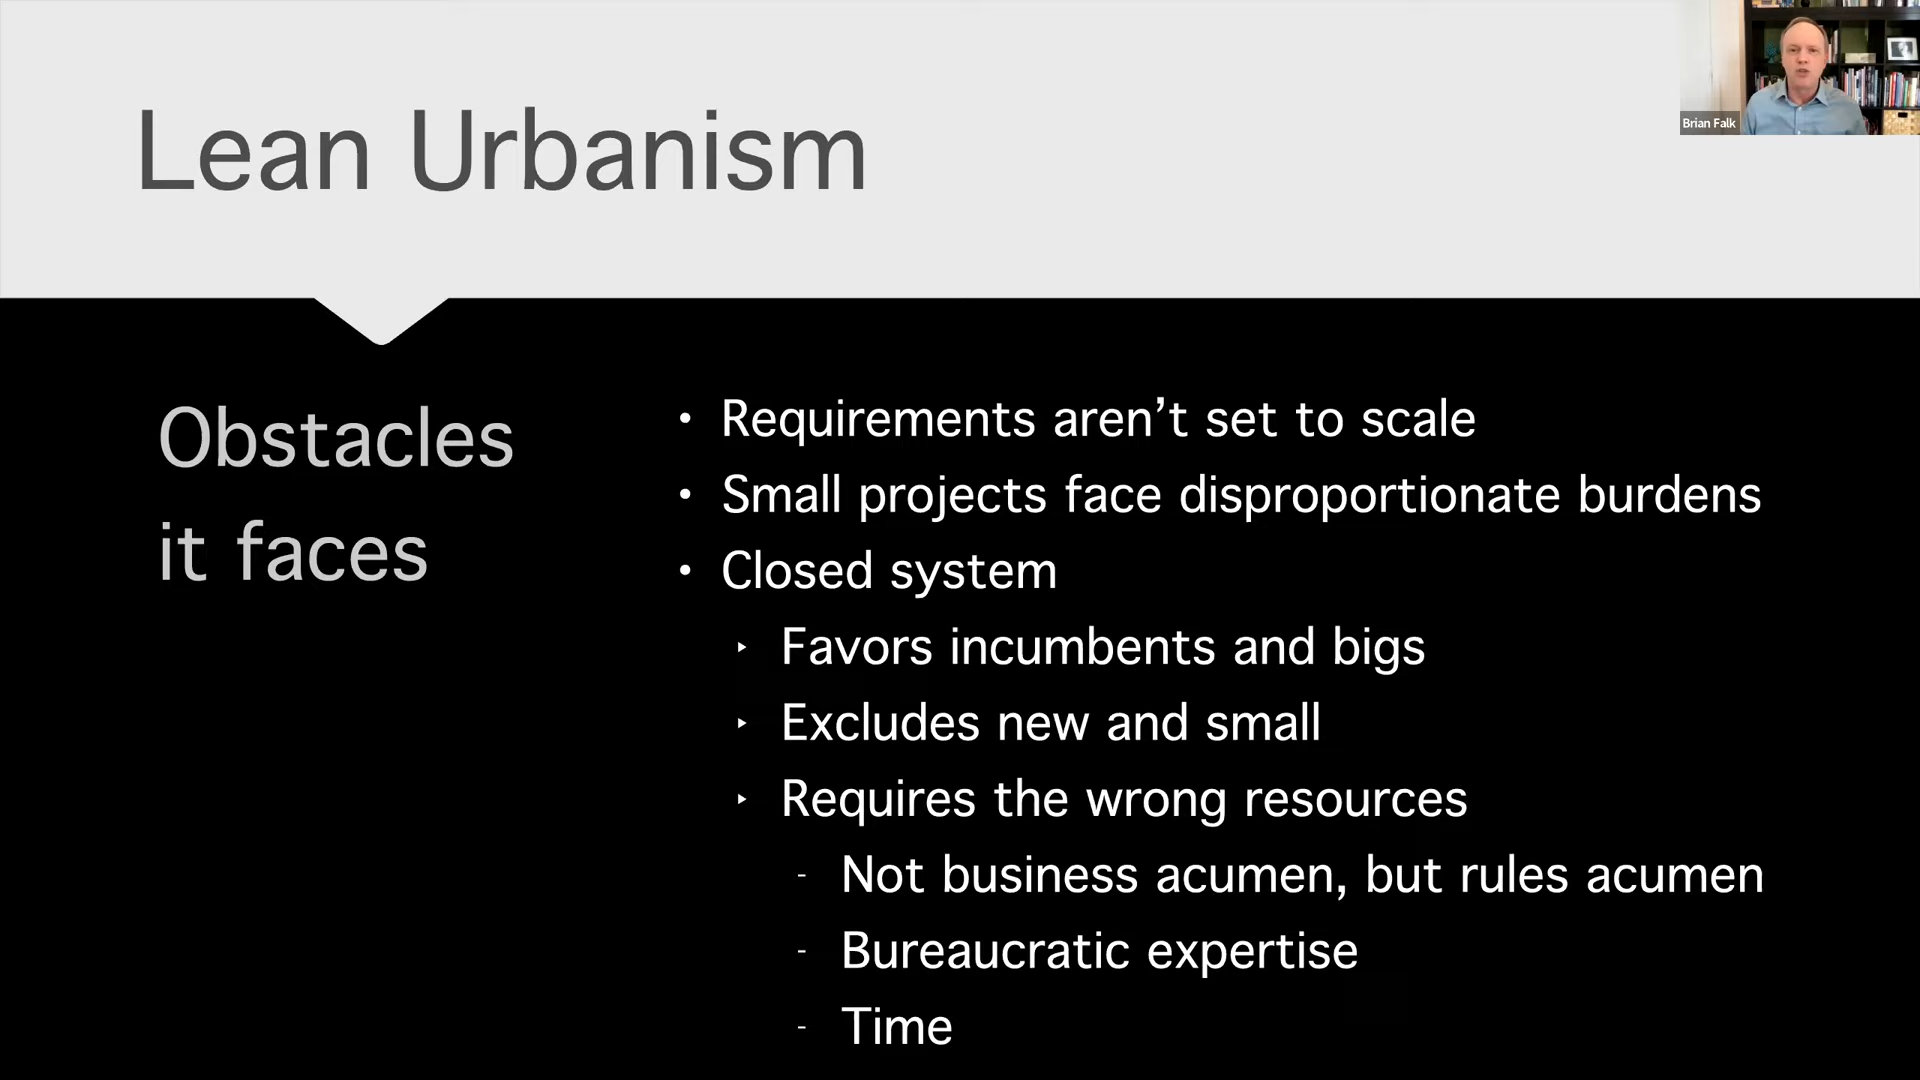 Lean Urbanism
Brian Falk
Obstacles
it faces
• Requirements aren’t set to scale
• Small projects face disproportionate burdens
• Closed system
‣ Favors incumbents and bigs
‣ Excludes new and small
‣ Requires the wrong resources
- Not business acumen, but rules acumen
- Bureaucratic expertise
- Time